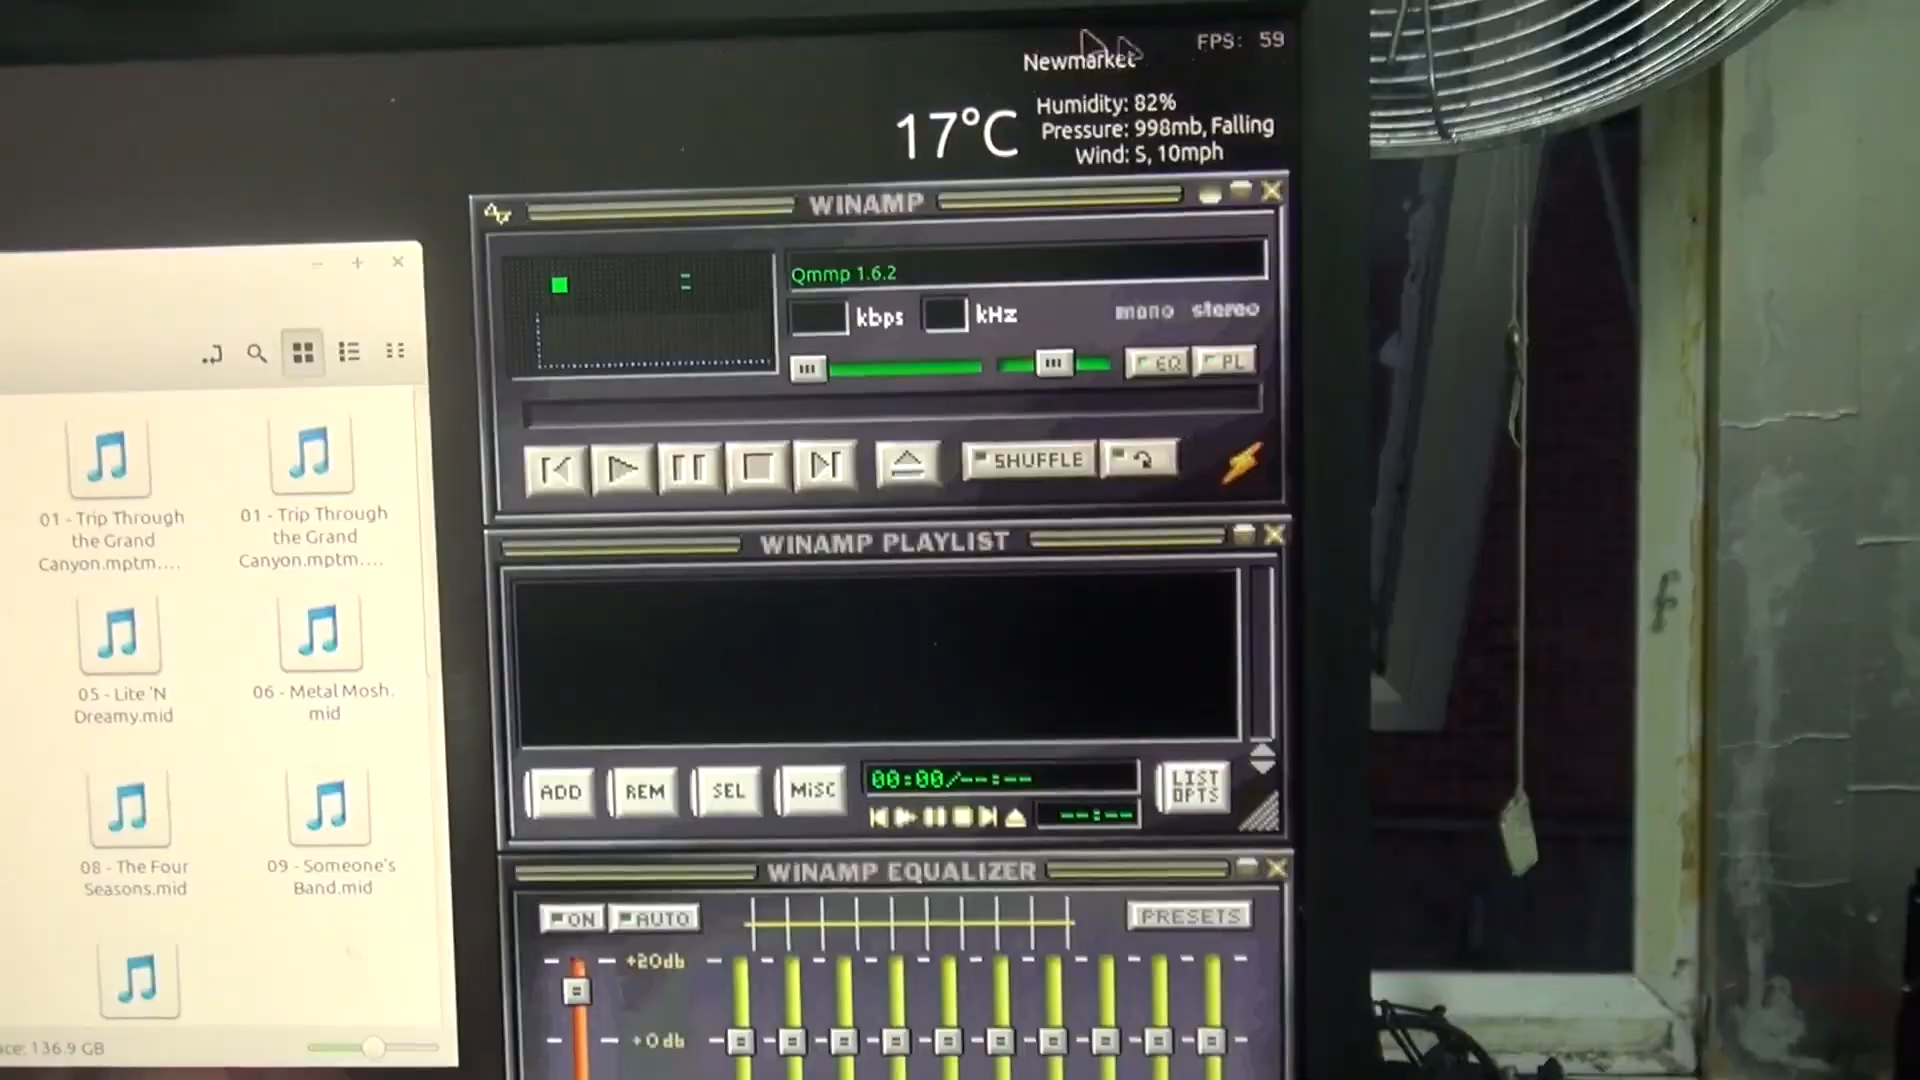 FPS: 59
Newmarket
17°C
Humidity: 82%
Pressure: 998mb, Falling
Wind: S, 10mph
WINAMP
Qmmp 1.6.2
kbps
kHz
mono
stereo
EQ
PL
SHUFFLE
01 - Trip Through
the Grand
Canyon.mptm....
01 - Trip Through
the Grand
Canyon.mptm....
05 - Lite 'N
Dreamy.mid
06 - Metal Mosh.
mid
08 - The Four
Seasons.mid
09 - Someone's
Band.mid
ace: 136.9 GB
WINAMP PLAYLIST
ADD
REM
SEL
MISC
00:00/--:--
--:--
LIST
OPTS
WINAMP EQUALIZER
ON
AUTO
PRESETS
+20db
+0db